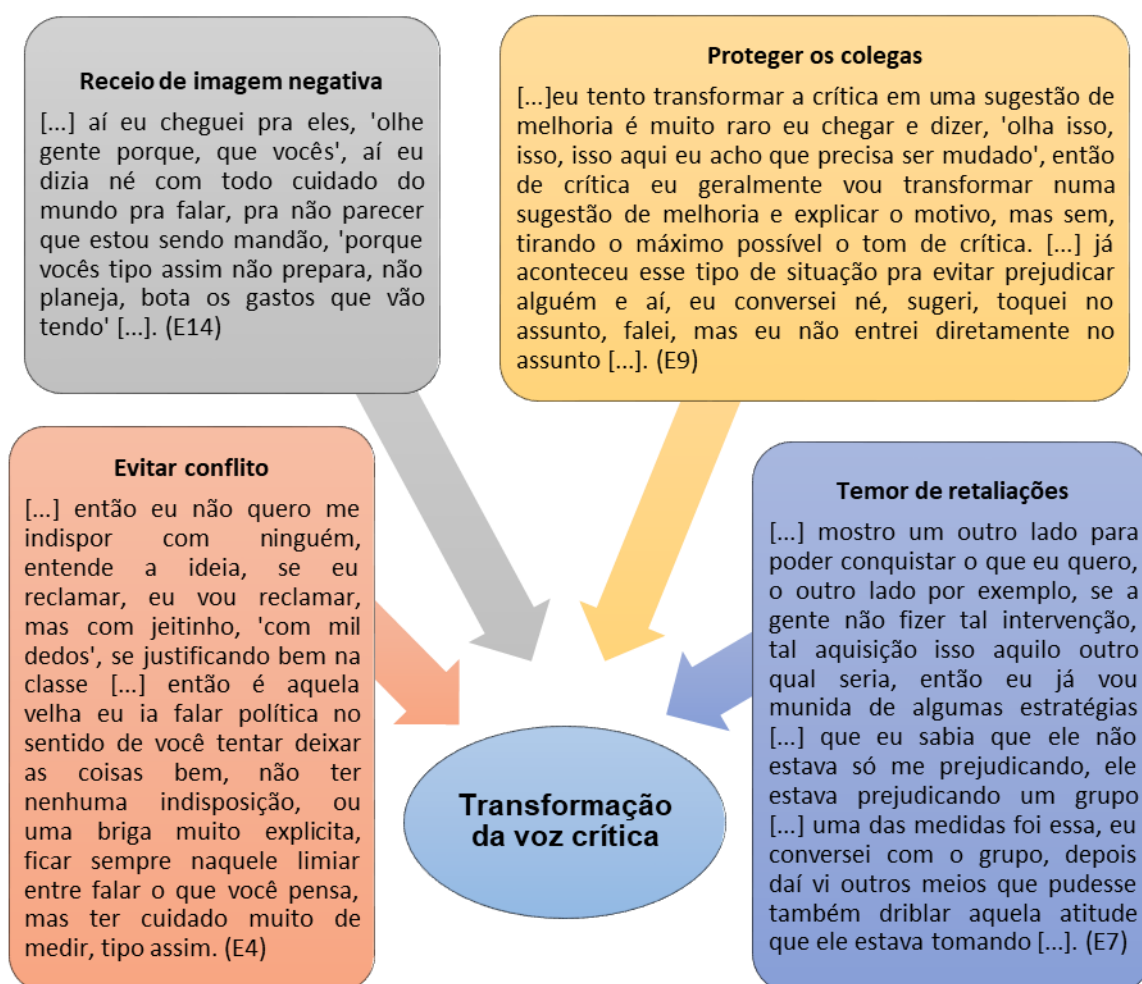 Receio de imagem negativa
[...] aí eu cheguei pra eles, 'olhe
gente porque, que vocês', aí eu
dizia né com todo cuidado do
mundo pra falar, pra não parecer
que estou sendo mandão, 'porque
vocês tipo assim não prepara, não
planeja, bota os gastos que vão
tendo' [...]. (E14)
Proteger os colegas
[...]eu tento transformar a crítica em uma sugestão de
melhoria é muito raro eu chegar e dizer, 'olha isso,
isso, isso aqui eu acho que precisa ser mudado', então
de crítica eu geralmente vou transformar numa
sugestão de melhoria e explicar o motivo, mas sem,
tirando o máximo possível o tom de crítica. [...] já
aconteceu esse tipo de situação pra evitar prejudicar
alguém e aí, eu conversei né, sugeri, toquei no
assunto, falei, mas eu não entrei diretamente no
assunto [...]. (E9)
Evitar conflito
[...] então eu não quero me
indispor com ninguém,
entende a ideia, se eu
reclamar, eu vou reclamar,
mas com jeitinho, 'com mil
dedos', se justificando bem na
classe [...] então é aquela
velha eu ia falar política no
sentido de você tentar deixar
as coisas bem, não ter
nenhuma indisposição, ou
uma briga muito explicita,
ficar sempre naquele limiar
entre falar o que você pensa,
mas ter cuidado muito de
medir, tipo assim. (E4)
Temor de retaliações
[...] mostro um outro lado para
poder conquistar o que eu quero,
o outro lado por exemplo, se a
gente não fizer tal intervenção,
tal aquisição isso aquilo outro
qual seria, então eu já vou
munida de algumas estratégias
[...] que eu sabia que ele não
estava só me prejudicando, ele
estava prejudicando um grupo
[...] uma das medidas foi essa, eu
conversei com o grupo, depois
daí vi outros meios que pudesse
também driblar aquela atitude
que ele estava tomando [...]. (E7)
Transformação
da voz crítica